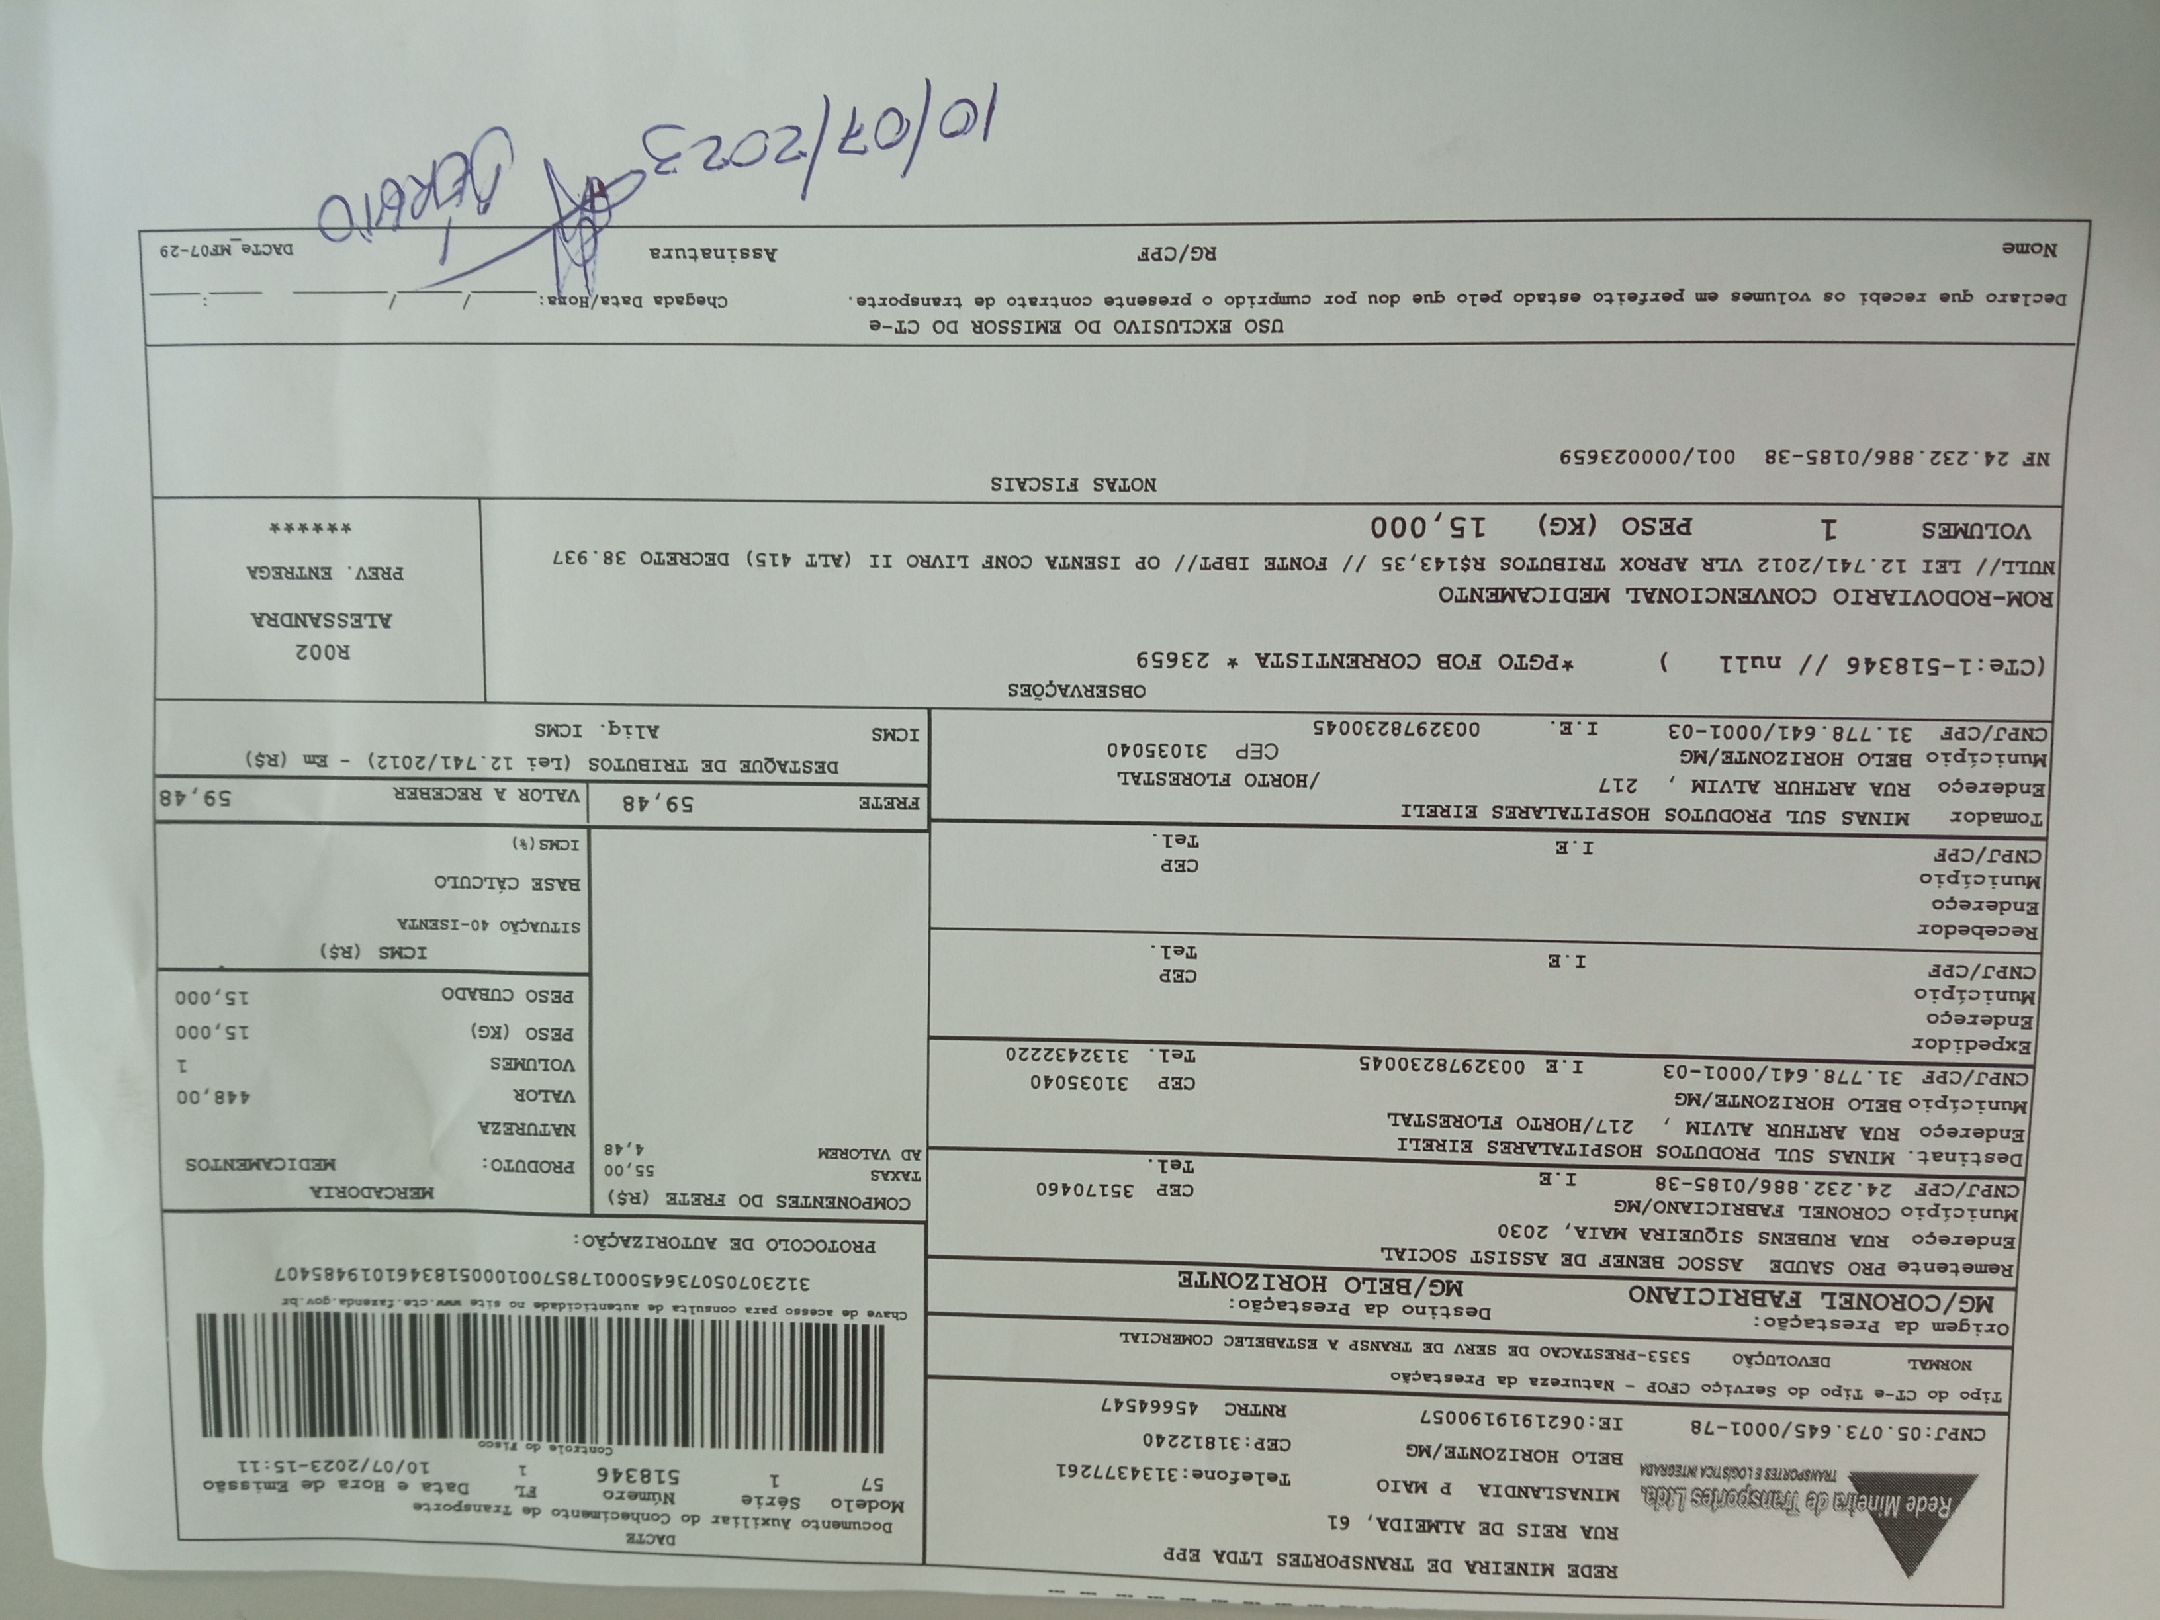 REDE MINEIRA DE TRANSPORTES LTDA EPP
RUA REIS DE ALMEIDA, 61
MINASLANDIA P MAIO Telefone:3134377261
BELO HORIZONTE/MG CEP:31812240
CNPJ:05.073.645/0001-78 IE:0621919190057 RNTRC 45664547
Rede Mineira de Transportes Ltda.
TRANSPORTES E LOGÍSTICA INTEGRADA
DACTE
Documento Auxiliar do Conhecimento de Transporte
Modelo Série Número FL Data e Hora de Emissão
57 1 518346 1 10/07/2023-15:11
Controle do Fisco
Chave de acesso para consulta de autenticidade no site www.cte.fazenda.gov.br
31230705073645000178570010005183461019485407
PROTOCOLO DE AUTORIZAÇÃO:
Tipo do CT-e Tipo do Serviço CFOP - Natureza da Prestação
NORMAL DEVOLUÇÃO 5353-PRESTACAO DE SERV DE TRANSP A ESTABELEC COMERCIAL
Origem da Prestação: Destino da Prestação:
MG/CORONEL FABRICIANO MG/BELO HORIZONTE
Remetente PRO SAUDE ASSOC BENEF DE ASSIST SOCIAL
Endereço RUA RUBENS SIQUEIRA MAIA, 2030
Município CORONEL FABRICIANO/MG CEP 35170460
CNPJ/CPF 24.232.886/0185-38 I.E Tel.
Destinat. MINAS SUL PRODUTOS HOSPITALARES EIRELI
Endereço RUA ARTHUR ALVIM , 217/HORTO FLORESTAL
Município BELO HORIZONTE/MG CEP 31035040
CNPJ/CPF 31.778.641/0001-03 I.E 0032978230045 Tel. 3132432220
Expedidor
Endereço
Município CEP
CNPJ/CPF I.E Tel.
Recebedor
Endereço
Município CEP
CNPJ/CPF I.E Tel.
Tomador MINAS SUL PRODUTOS HOSPITALARES EIRELI
Endereço RUA ARTHUR ALVIM , 217 /HORTO FLORESTAL
Município BELO HORIZONTE/MG CEP 31035040
CNPJ/CPF 31.778.641/0001-03 I.E. 0032978230045
COMPONENTES DO FRETE (R$)
TAXAS 55,00
AD VALOREM 4,48
MERCADORIA
PRODUTO: MEDICAMENTOS
NATUREZA
VALOR 448,00
VOLUMES 1
PESO (KG) 15,000
PESO CUBADO 15,000
ICMS (R$)
SITUAÇÃO 40-ISENTA
BASE CÁLCULO
ICMS(%)
FRETE 59,48 VALOR A RECEBER 59,48
DESTAQUE DE TRIBUTOS (Lei 12.741/2012) - Em (R$)
ICMS Aliq. ICMS
OBSERVAÇÕES
(CTe:1-518346 // null ) *PGTO FOB CORRENTISTA * 23659
ROM-RODOVIARIO CONVENCIONAL MEDICAMENTO
NULL// LEI 12.741/2012 VLR APROX TRIBUTOS R$143,35 // FONTE IBPT// OP ISENTA CONF LIVRO II (ALT 415) DECRETO 38.937
VOLUMES 1 PESO (KG) 15,000
R002
ALESSANDRA
PREV. ENTREGA
******
NOTAS FISCAIS
NF 24.232.886/0185-38 001/000023659
USO EXCLUSIVO DO EMISSOR DO CT-e
Declaro que recebi os volumes em perfeito estado pelo que dou por cumprido o presente contrato de transporte. Chegada Data/Hora: ____/____/____ ____:____
Nome RG/CPF Assinatura DACTe_MF07-29
10/07/2023